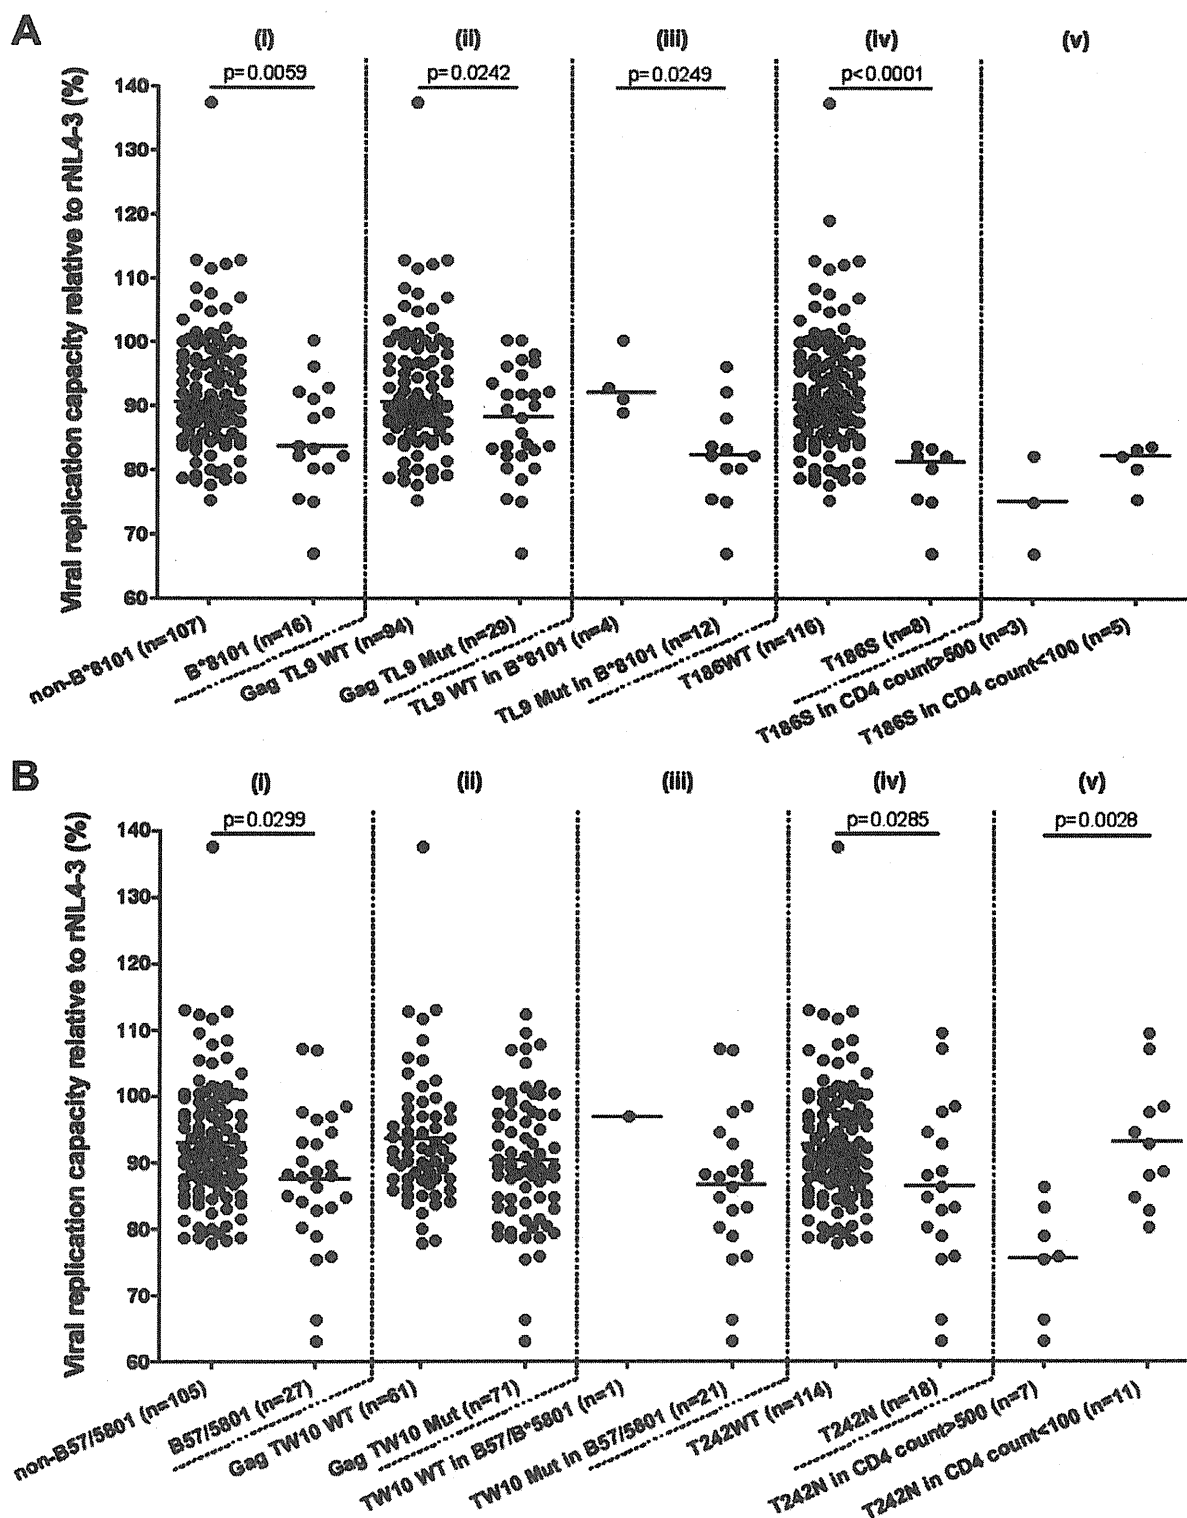 A
(i)
(ii)
(iii)
(iv)
(v)
p=0.0059
p=0.0242
p=0.0249
p<0.0001
Viral replication capacity relative to rNL4-3 (%)
140
130
120
110
100
90
80
70
60
non-B*8101 (n=107)
B*8101 (n=16)
Gag TL9 WT (n=94)
Gag TL9 Mut (n=29)
TL9 WT in B*8101 (n=4)
TL9 Mut in B*8101 (n=12)
T186WT (n=116)
T186S (n=8)
T186S in CD4 count>500 (n=3)
T186S in CD4 count<100 (n=5)
B
(i)
(ii)
(iii)
(iv)
(v)
p=0.0299
p=0.0285
p=0.0028
Viral replication capacity relative to rNL4-3 (%)
140
130
120
110
100
90
80
70
60
non-B57/5801 (n=105)
B57/5801 (n=27)
Gag TW10 WT (n=61)
Gag TW10 Mut (n=71)
TW10 WT in B57/B*5801 (n=1)
TW10 Mut in B57/5801 (n=21)
T242WT (n=114)
T242N (n=18)
T242N in CD4 count>500 (n=7)
T242N in CD4 count<100 (n=11)